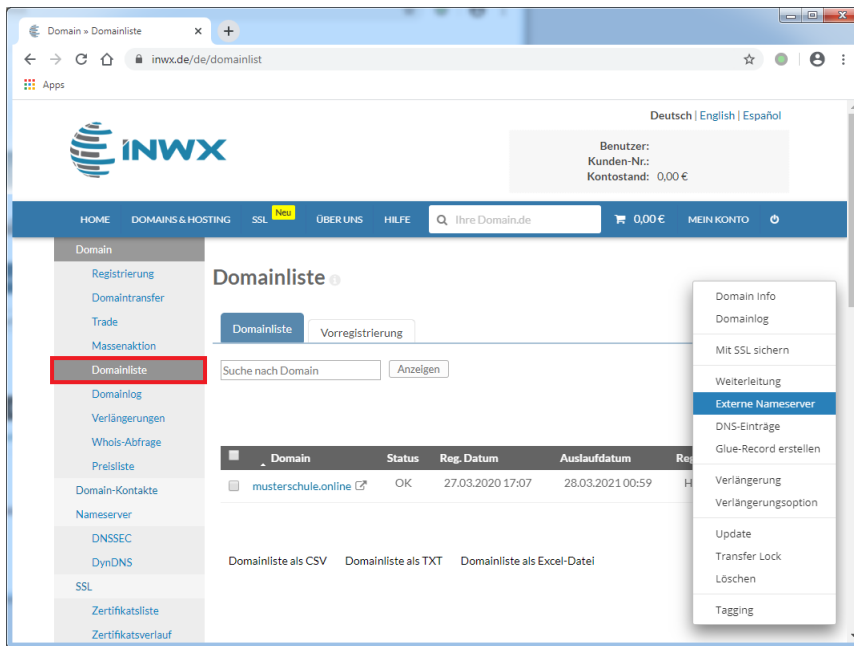 Domain » Domainliste
inwx.de/de/domainlist
Apps
Deutsch | English | Español
INWX
Benutzer:
Kunden-Nr.:
Kontostand: 0,00 €
HOME DOMAINS & HOSTING SSL Neu ÜBER UNS HILFE Ihre Domain.de 0,00 € MEIN KONTO
Domain
Registrierung
Domaintransfer
Trade
Massenaktion
Domainliste
Domainlog
Verlängerungen
Whois-Abfrage
Preisliste
Domain-Kontakte
Nameserver
DNSSEC
DynDNS
SSL
Zertifikatsliste
Zertifikatsverlauf
Domainliste
Domainliste Vorregistrierung
Suche nach Domain Anzeigen
Domain Status Reg. Datum Auslaufdatum Reg
musterschule.online OK 27.03.2020 17:07 28.03.2021 00:59 H
Domainliste als CSV Domainliste als TXT Domainliste als Excel-Datei
Domain Info
Domainlog
Mit SSL sichern
Weiterleitung
Externe Nameserver
DNS-Einträge
Glue-Record erstellen
Verlängerung
Verlängerungsoption
Update
Transfer Lock
Löschen
Tagging